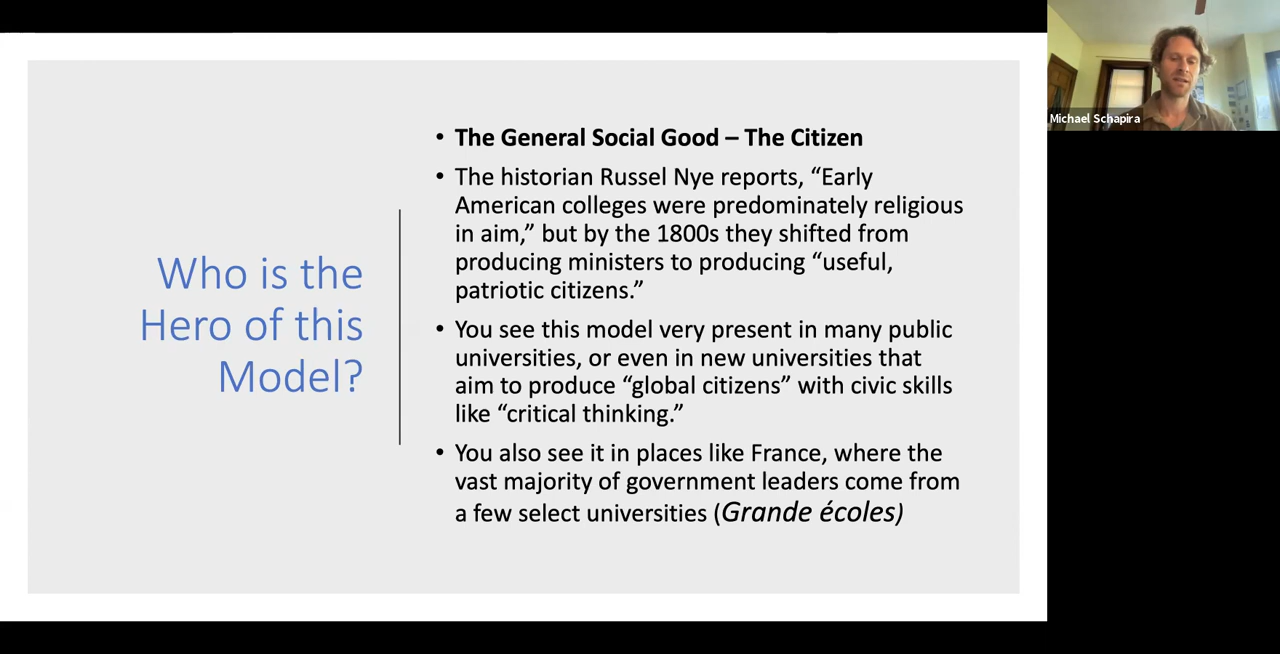 Michael Schapira
Who is the
Hero of this
Model?
• The General Social Good – The Citizen
• The historian Russel Nye reports, “Early
American colleges were predominately religious
in aim,” but by the 1800s they shifted from
producing ministers to producing “useful,
patriotic citizens.”
• You see this model very present in many public
universities, or even in new universities that
aim to produce “global citizens” with civic skills
like “critical thinking.”
• You also see it in places like France, where the
vast majority of government leaders come from
a few select universities (Grande écoles)